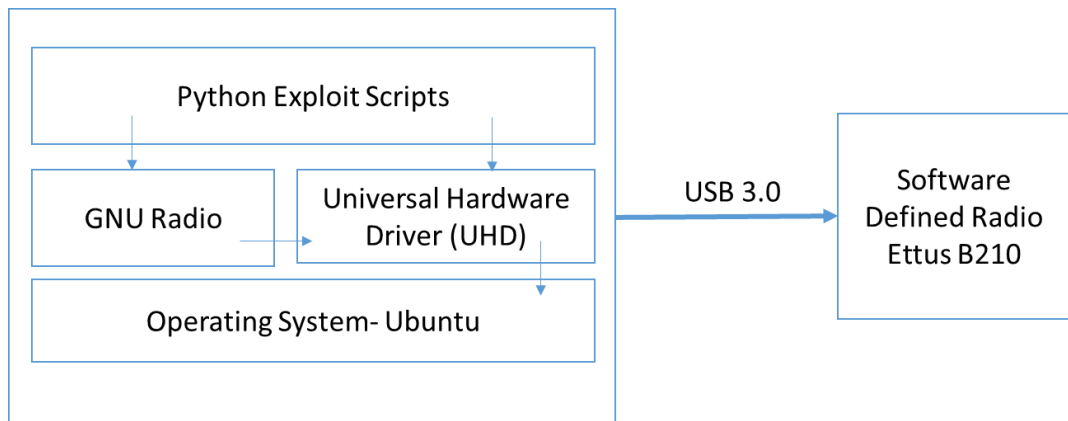 Python Exploit Scripts
GNU Radio
Universal Hardware
Driver (UHD)
Operating System- Ubuntu
USB 3.0
Software
Defined Radio
Ettus B210